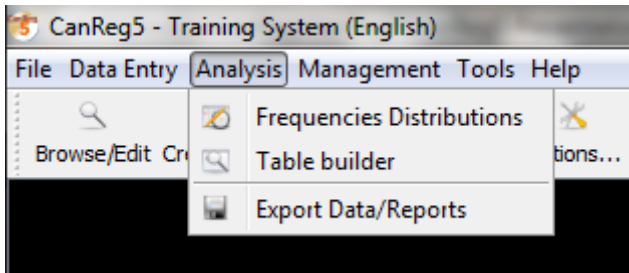 CanReg5 - Training System (English)
File Data Entry Analysis Management Tools Help
Frequencies Distributions
Browse/Edit
Table builder
Export Data/Reports